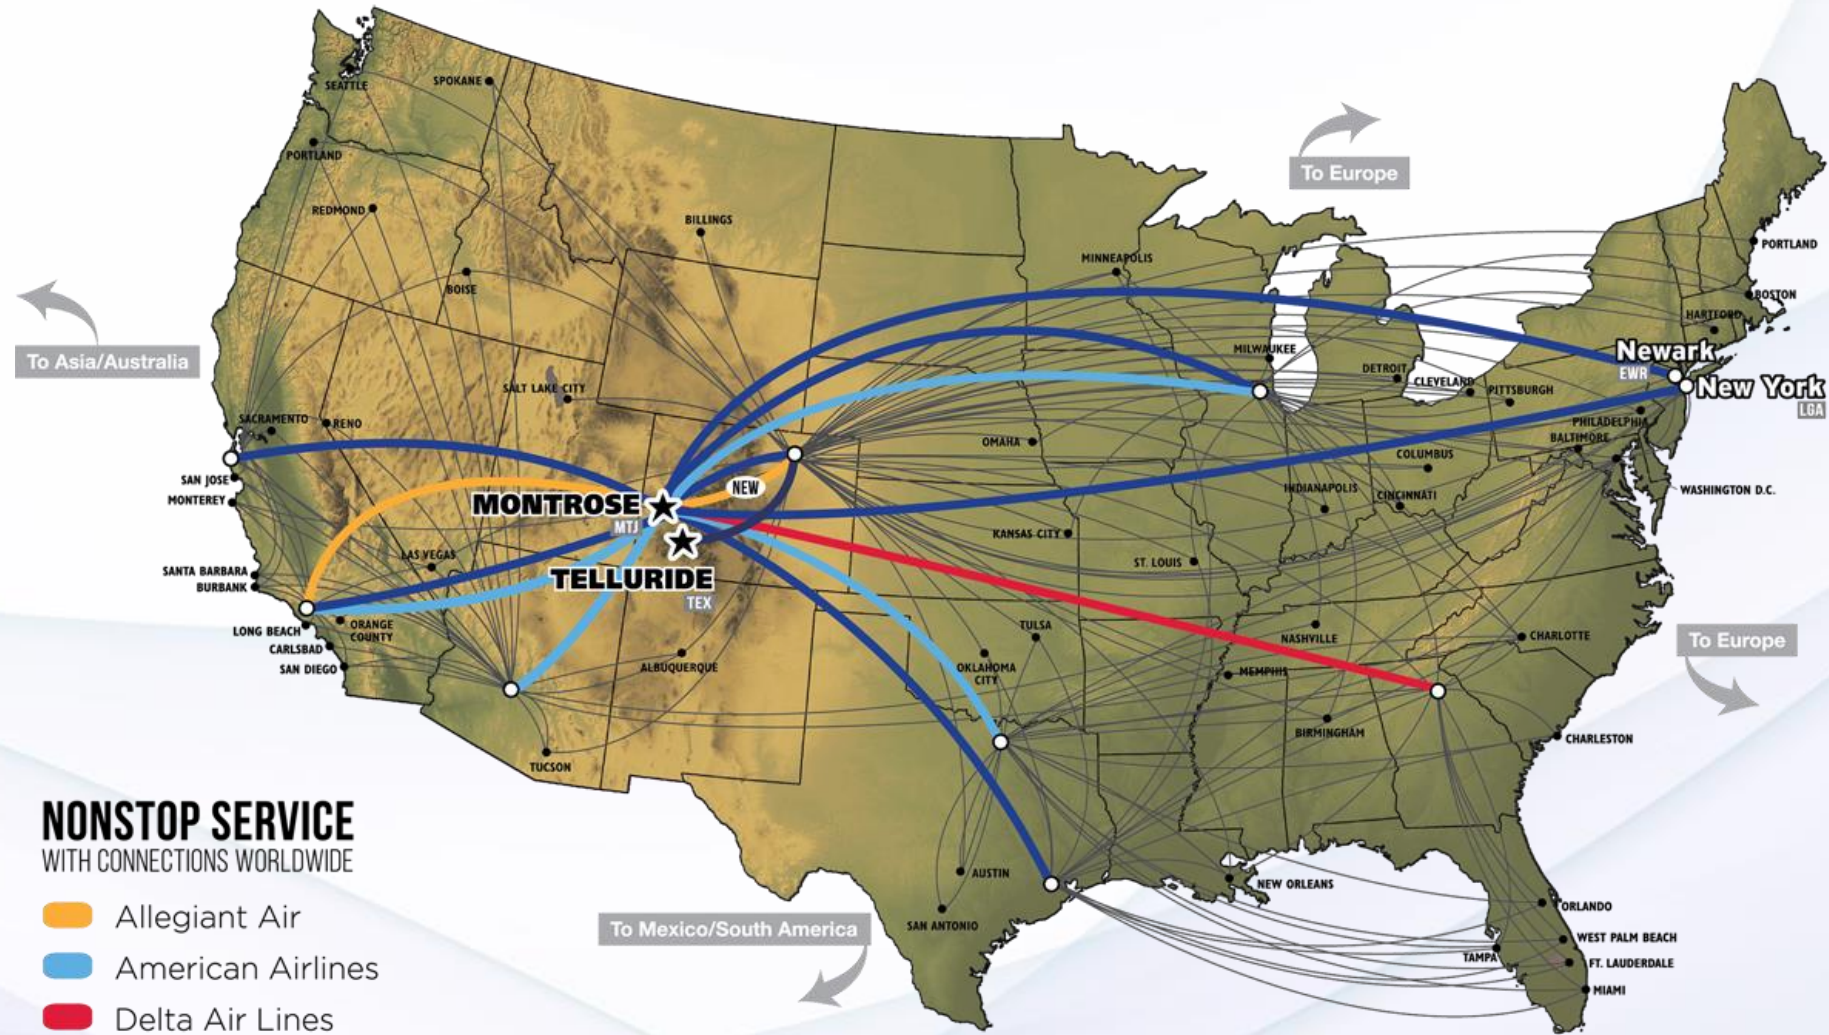 SEATTLE
SPOKANE
PORTLAND
REDMOND
BILLINGS
BOISE
MINNEAPOLIS
To Europe
PORTLAND
BOSTON
HARTFORD
To Asia/Australia
SALT LAKE CITY
MILWAUKEE
DETROIT
CLEVELAND
PITTSBURGH
Newark
EWR
New York
LGA
SACRAMENTO
RENO
PHILADELPHIA
BALTIMORE
OMAHA
COLUMBUS
SAN JOSE
MONTEREY
MONTROSE
MTJ
NEW
INDIANAPOLIS
CINCINNATI
WASHINGTON D.C.
KANSAS CITY
ST. LOUIS
LAS VEGAS
SANTA BARBARA
BURBANK
TELLURIDE
TEX
LONG BEACH
ORANGE
COUNTY
CARLSBAD
SAN DIEGO
ALBUQUERQUE
TULSA
OKLAHOMA
CITY
NASHVILLE
CHARLOTTE
MEMPHIS
To Europe
BIRMINGHAM
CHARLESTON
TUCSON
AUSTIN
NEW ORLEANS
SAN ANTONIO
To Mexico/South America
ORLANDO
WEST PALM BEACH
TAMPA
FT. LAUDERDALE
MIAMI
NONSTOP SERVICE
WITH CONNECTIONS WORLDWIDE
Allegiant Air
American Airlines
Delta Air Lines